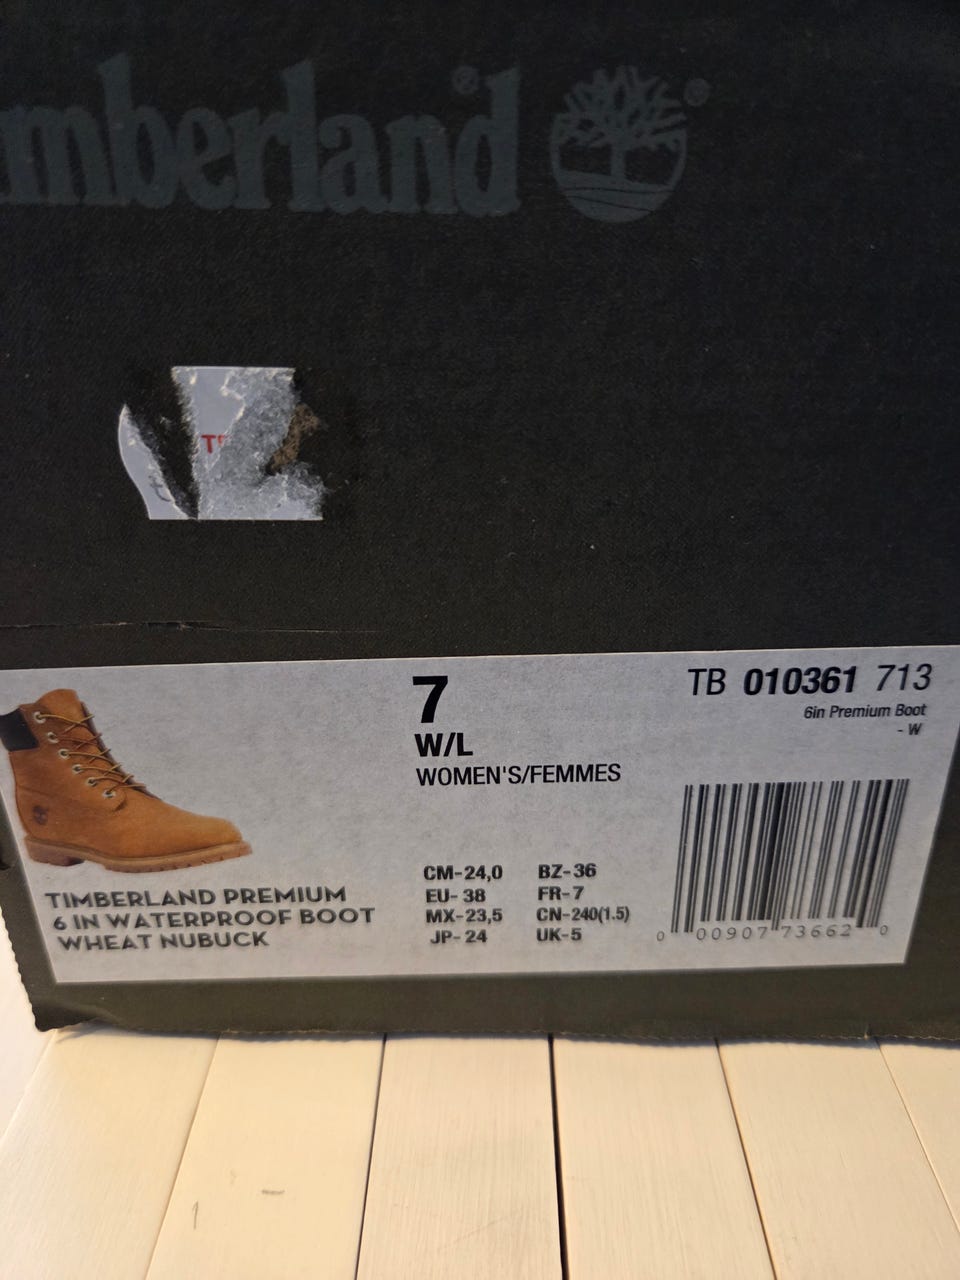 mberland®
T
7
W/L
WOMEN'S/FEMMES
TB 010361 713
6in Premium Boot
- W
TIMBERLAND PREMIUM
6 IN WATERPROOF BOOT
WHEAT NUBUCK
CM-24,0 BZ-36
EU- 38 FR-7
MX-23,5 CN-240(1.5)
JP- 24 UK-5
0 00907 73662 0